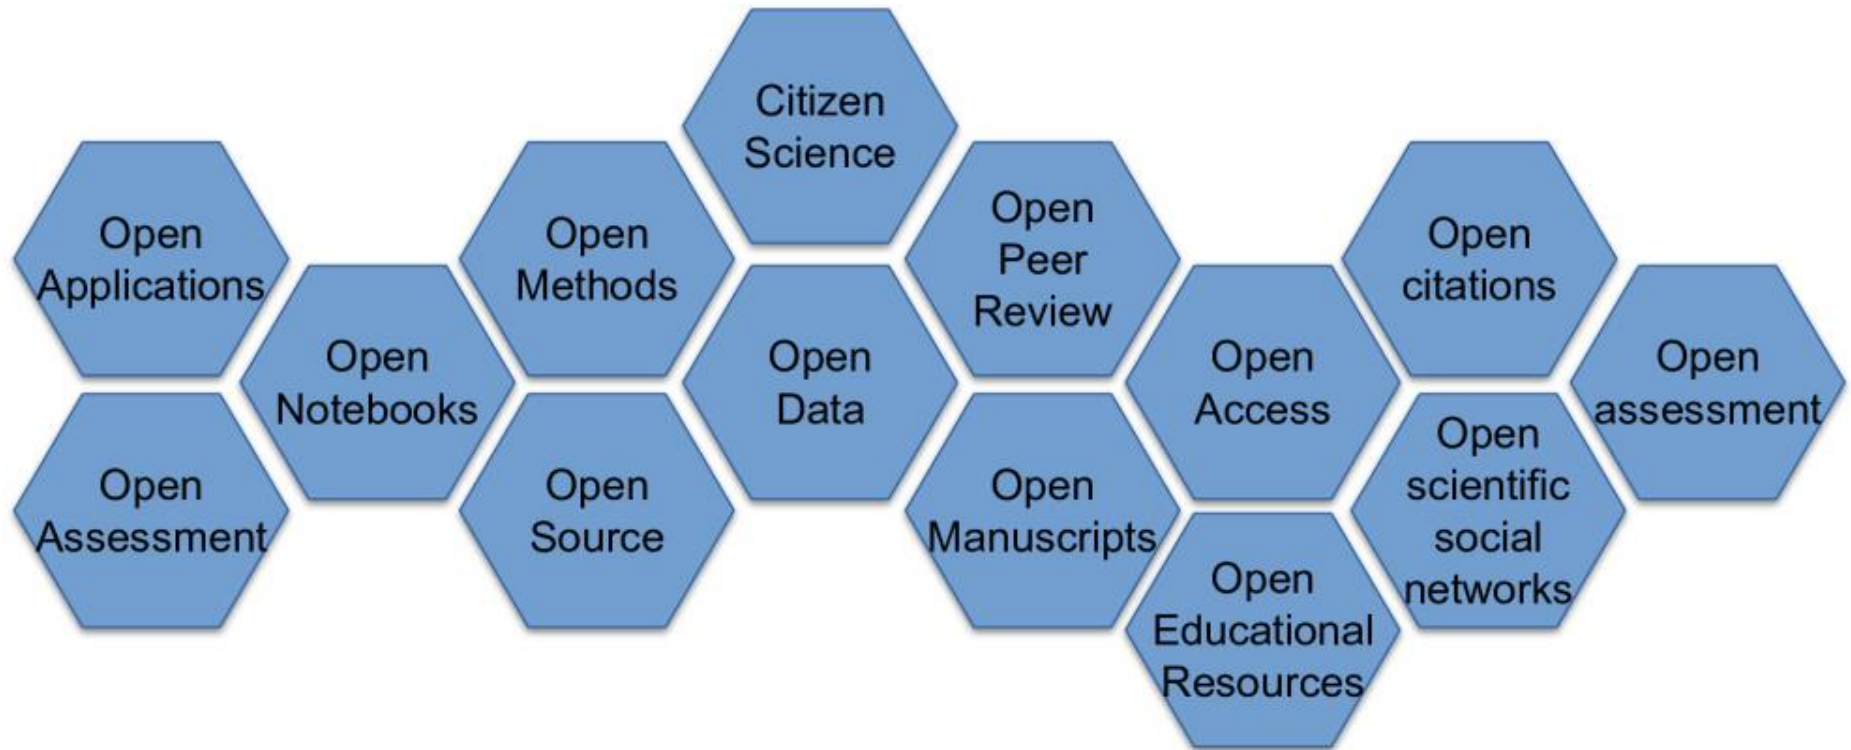 Citizen
Science
Open
Applications
Open
Methods
Open
Peer
Review
Open
citations
Open
Notebooks
Open
Data
Open
Access
Open
assessment
Open
Assessment
Open
Source
Open
Manuscripts
Open
scientific
social
networks
Open
Educational
Resources